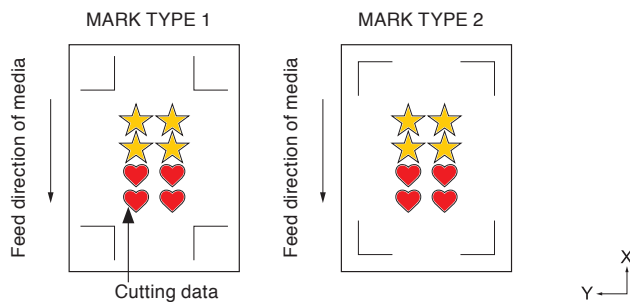 MARK TYPE 1
MARK TYPE 2
Feed direction of media
Feed direction of media
Cutting data
X
Y